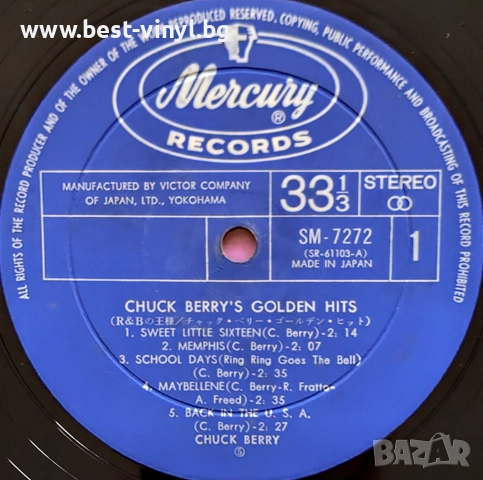 www.best-vinyl.bg
ALL RIGHTS OF THE RECORD PRODUCER AND OF THE OWNER OF THE WORK REPRODUCED RESERVED, COPYING, PUBLIC PERFORMANCE AND BROADCASTING OF THIS RECORD PROHIBITED
Mercury®
RECORDS
MANUFACTURED BY VICTOR COMPANY
OF JAPAN, LTD., YOKOHAMA
33 1/3
STEREO
SM-7272
(SR-61103-A)
MADE IN JAPAN
1
CHUCK BERRY'S GOLDEN HITS
(R&Bの王様/チャック・ベリー・ゴールデン・ヒット)
1. SWEET LITTLE SIXTEEN(C. Berry)-2: 14
2. MEMPHIS(C. Berry)-2: 07
3. SCHOOL DAYS(Ring Ring Goes The Bell)
(C. Berry)-2: 35
4. MAYBELLENE(C. Berry-R. Fratto-
A. Freed)-2: 35
5. BACK IN THE U. S. A.
(C. Berry)-2: 27
CHUCK BERRY
BAZAR